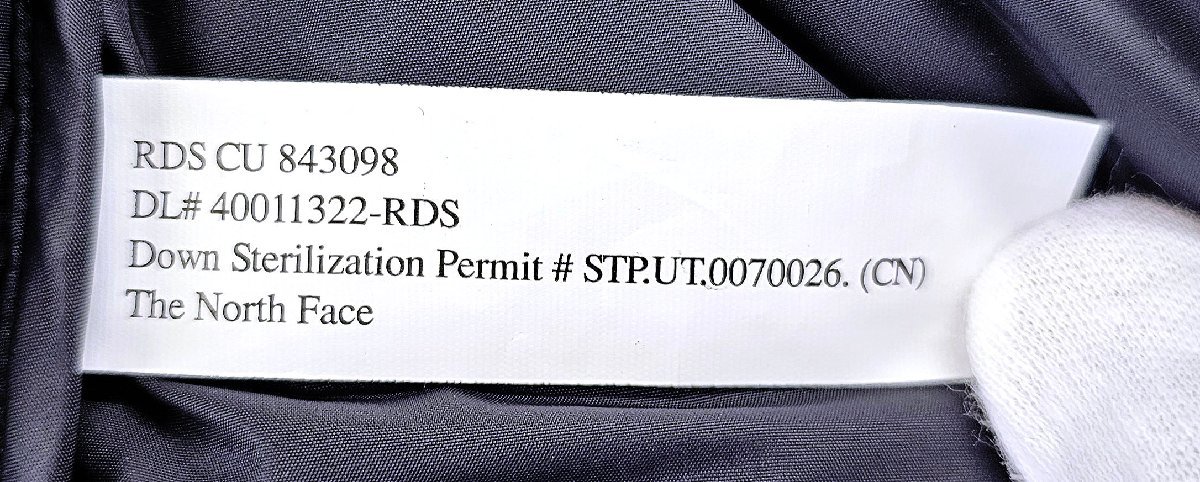 RDS CU 843098
DL# 40011322-RDS
Down Sterilization Permit # STP.UT.0070026. (CN)
The North Face